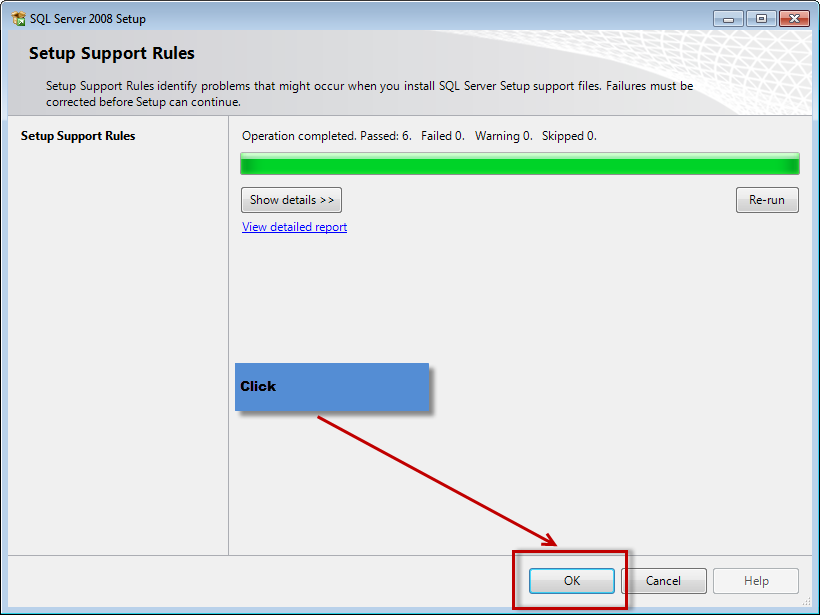 SQL Server 2008 Setup
Setup Support Rules
Setup Support Rules identify problems that might occur when you install SQL Server Setup support files. Failures must be
corrected before Setup can continue.
Setup Support Rules
Operation completed. Passed: 6.   Failed 0.   Warning 0.   Skipped 0.
Show details >>
Re-run
View detailed report
Click
OK
Cancel
Help